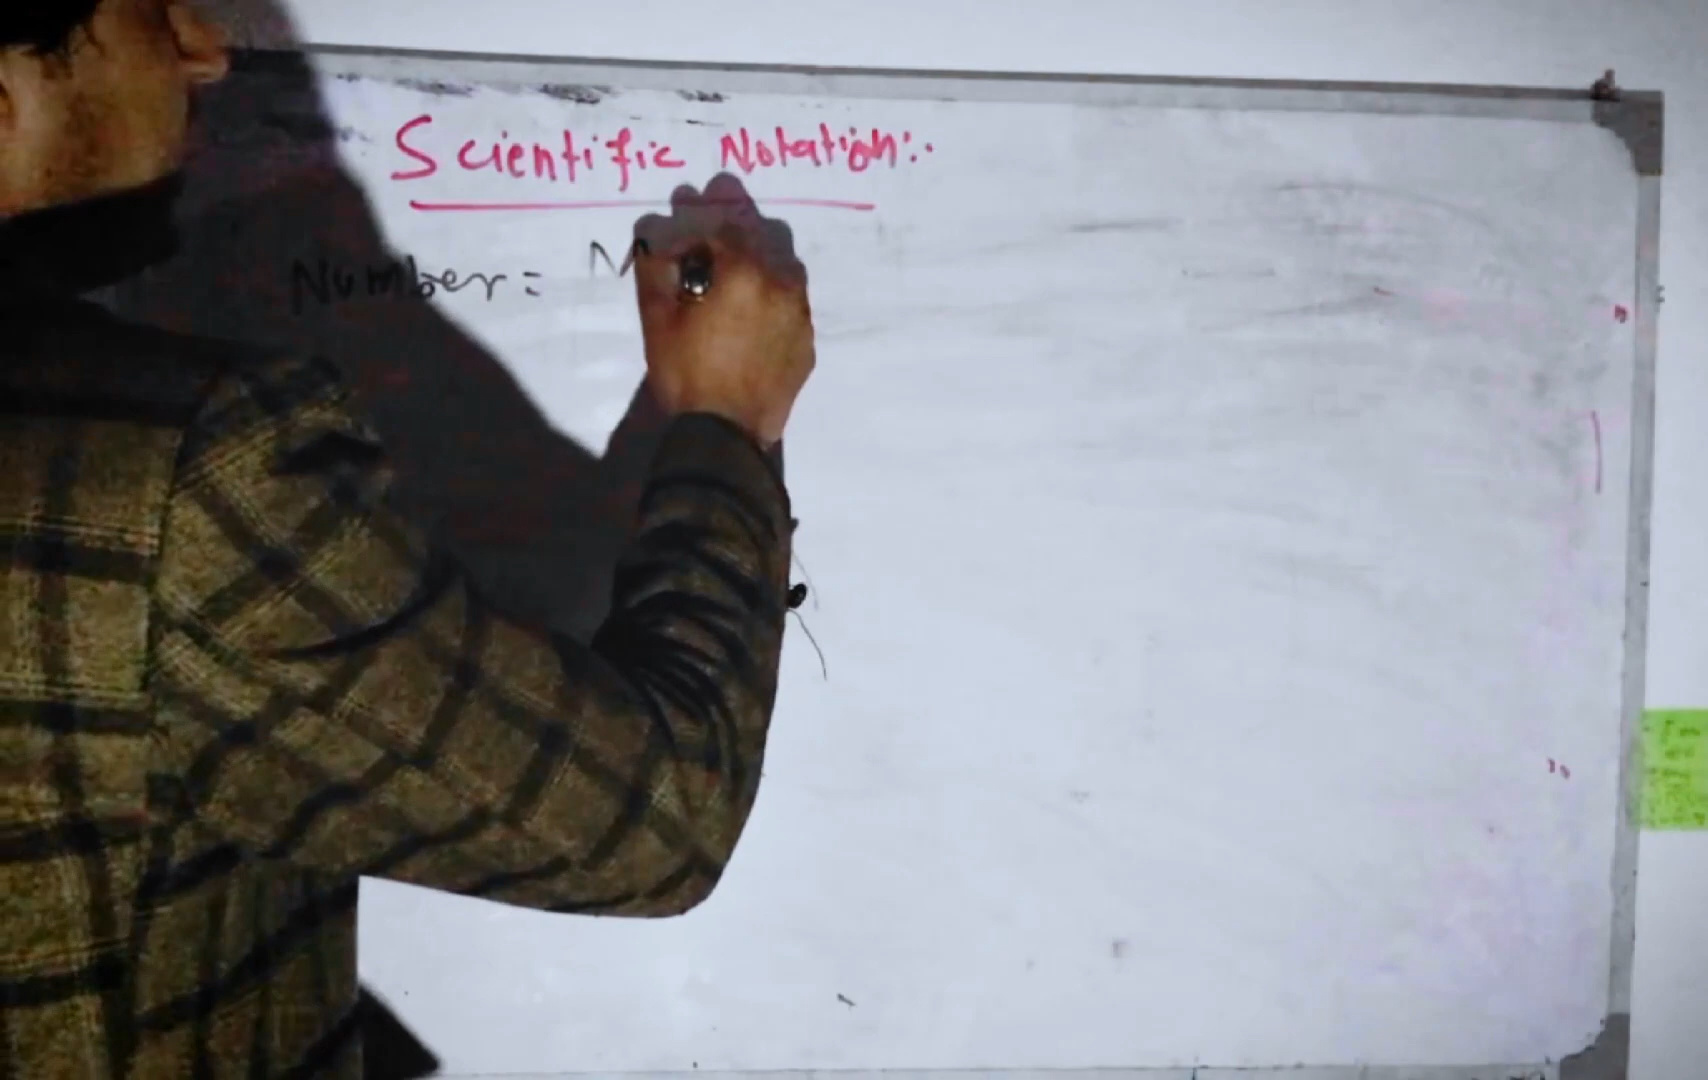 Scientific Notation:.
Number = M